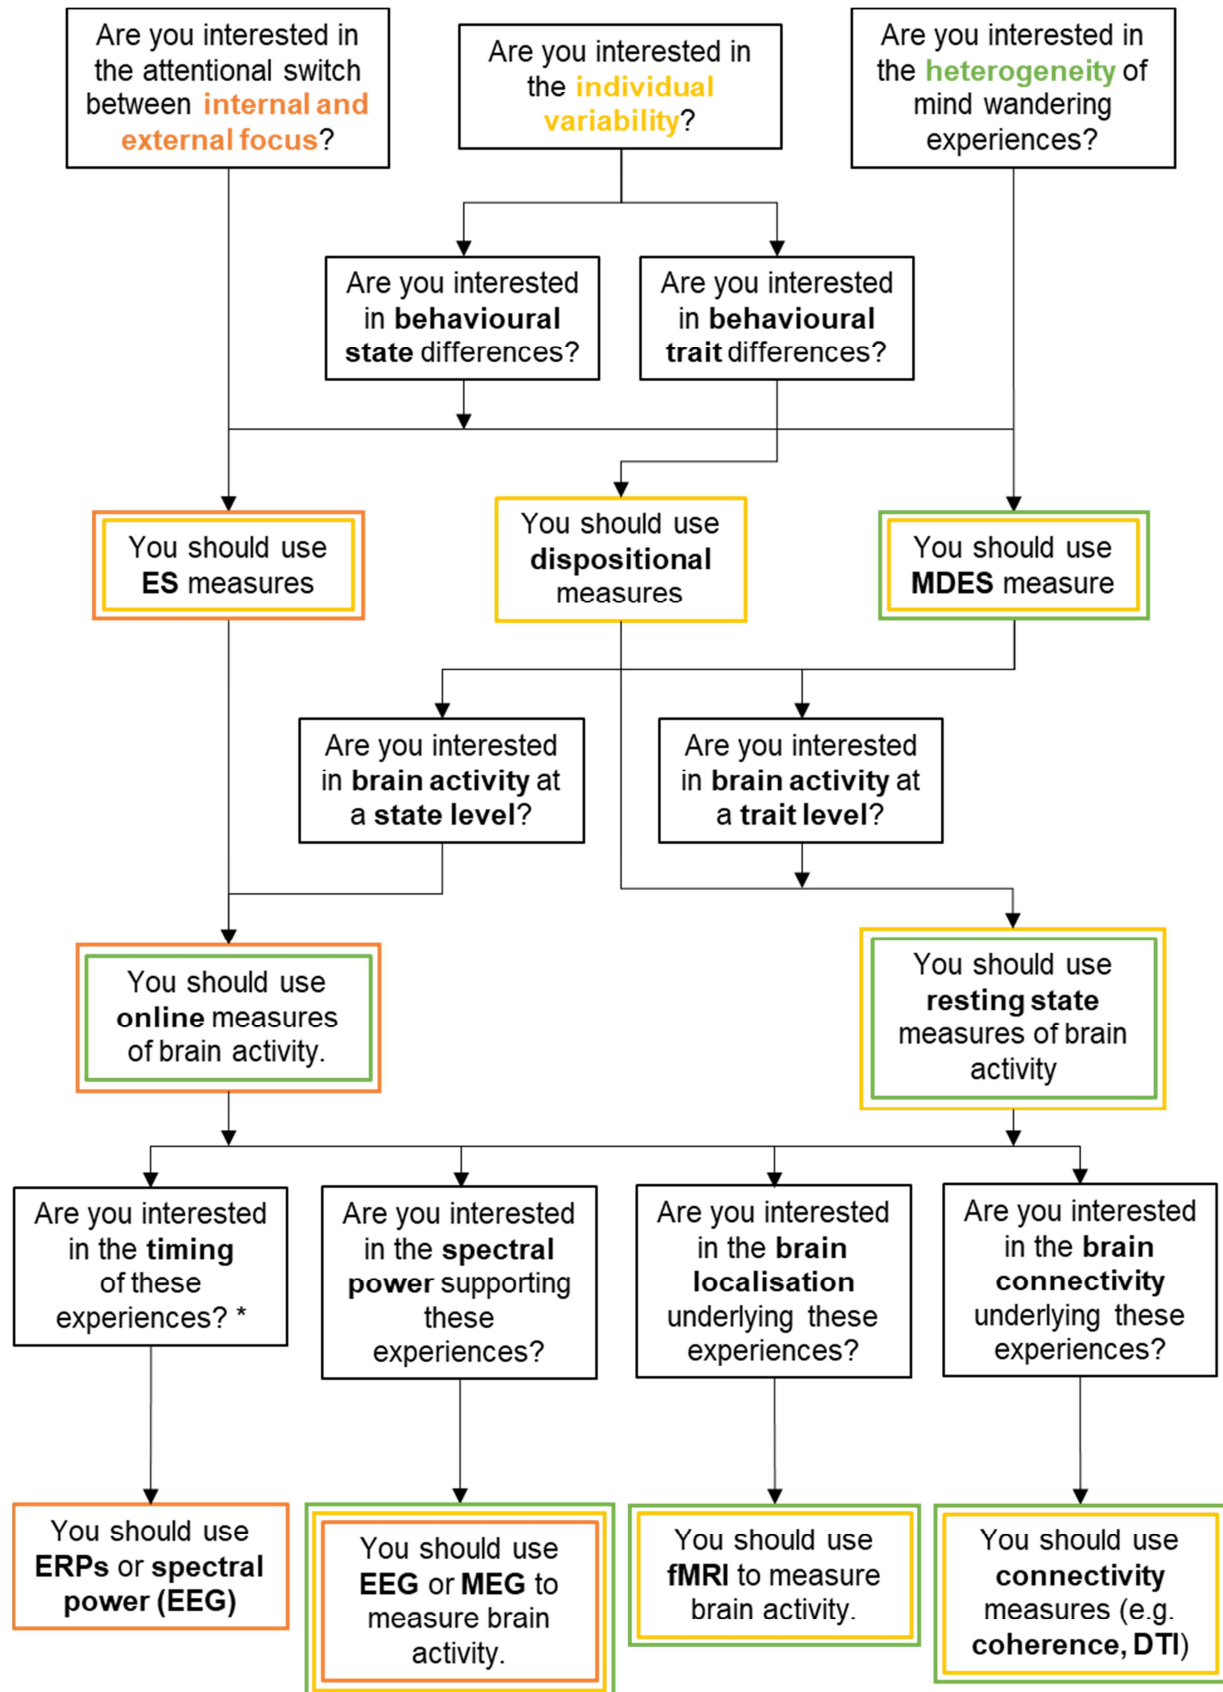 Are you interested in
the attentional switch
between internal and
external focus?
Are you interested in
the individual
variability?
Are you interested in
the heterogeneity of
mind wandering
experiences?
Are you interested
in behavioural
state differences?
Are you interested
in behavioural
trait differences?
You should use
ES measures
You should use
dispositional
measures
You should use
MDES measure
Are you interested
in brain activity at
a state level?
Are you interested
in brain activity at
a trait level?
You should use
online measures
of brain activity.
You should use
resting state
measures of brain
activity
Are you interested
in the timing
of these
experiences? *
Are you interested
in the spectral
power supporting
these
experiences?
Are you interested
in the brain
localisation
underlying these
experiences?
Are you interested
in the brain
connectivity
underlying these
experiences?
You should use
ERPs or spectral
power (EEG)
You should use
EEG or MEG to
measure brain
activity.
You should use
fMRI to measure
brain activity.
You should use
connectivity
measures (e.g.
coherence, DTI)